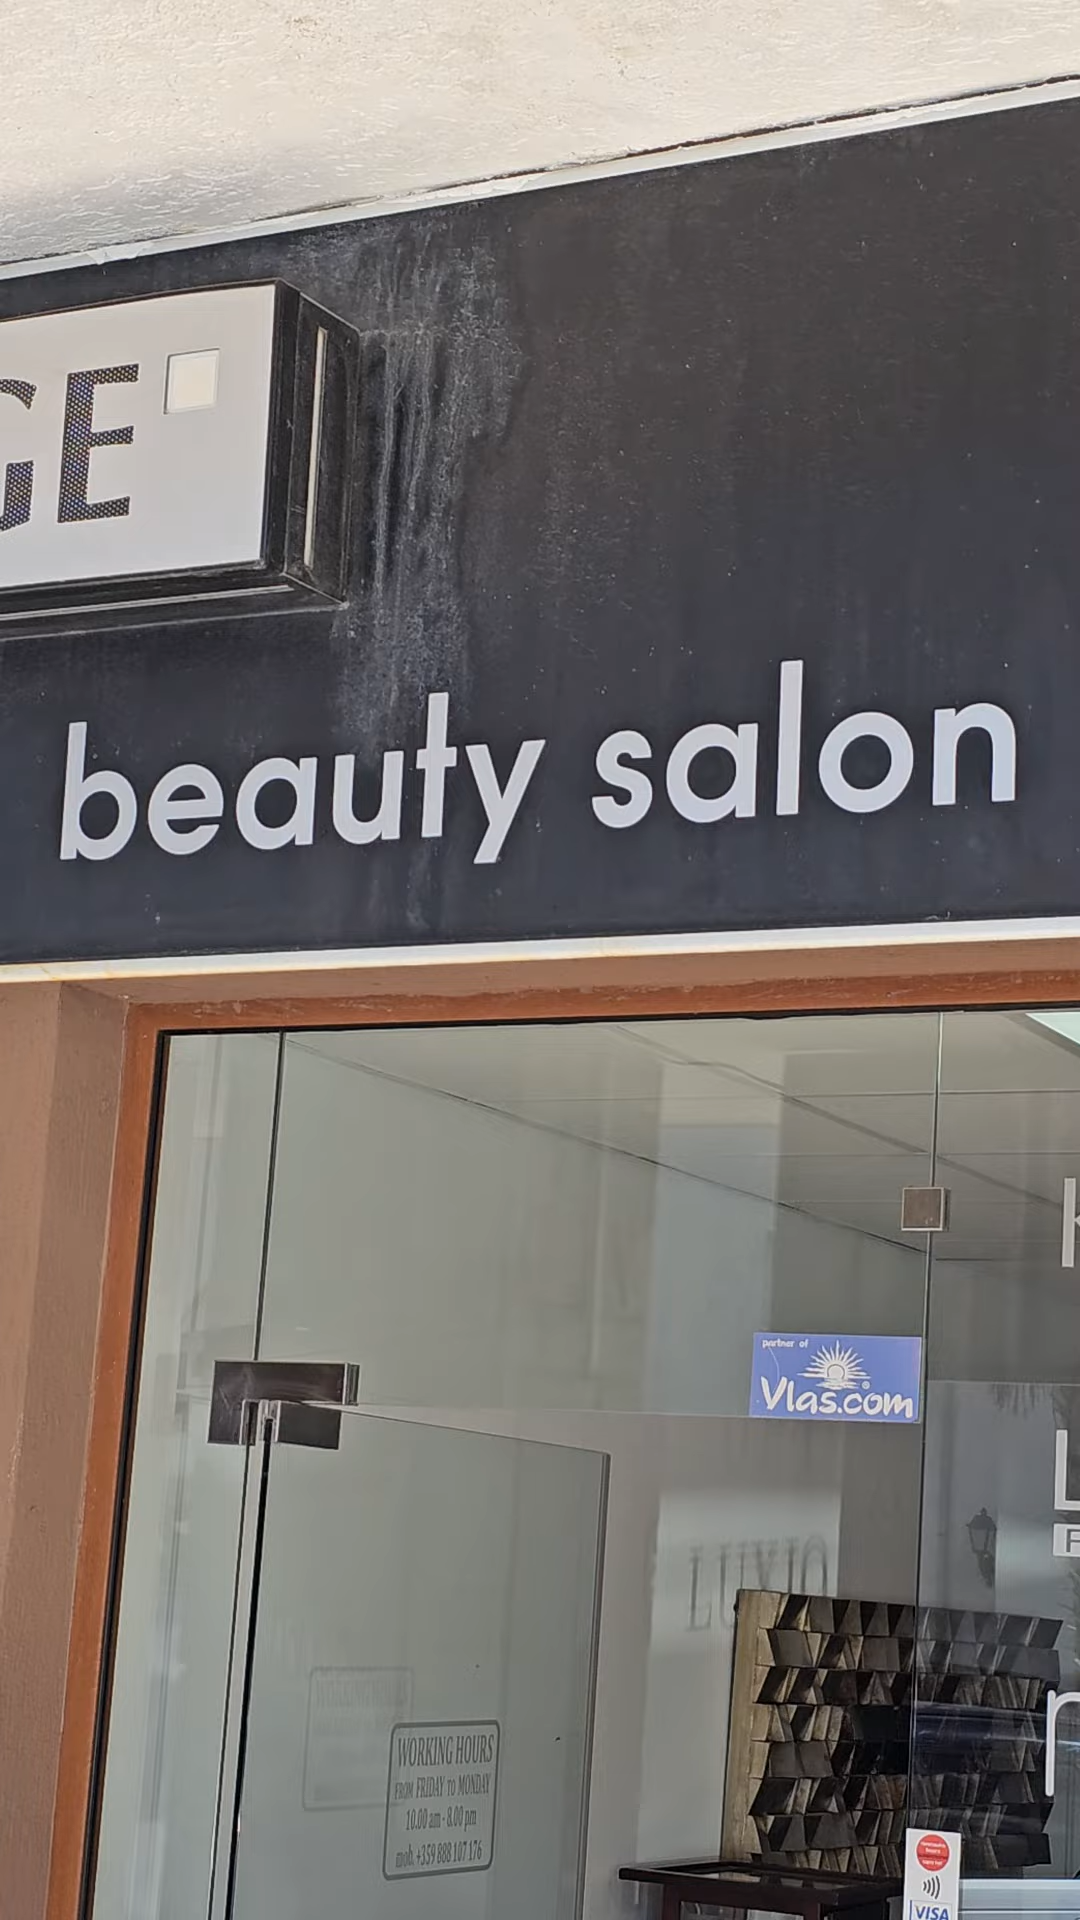 GE
beauty salon
partner of
Vlas.com
LUXIO
WORKING HOURS
FROM FRIDAY TO MONDAY
10.00 am - 8.00 pm
mob. +359 888 107 176
VISA